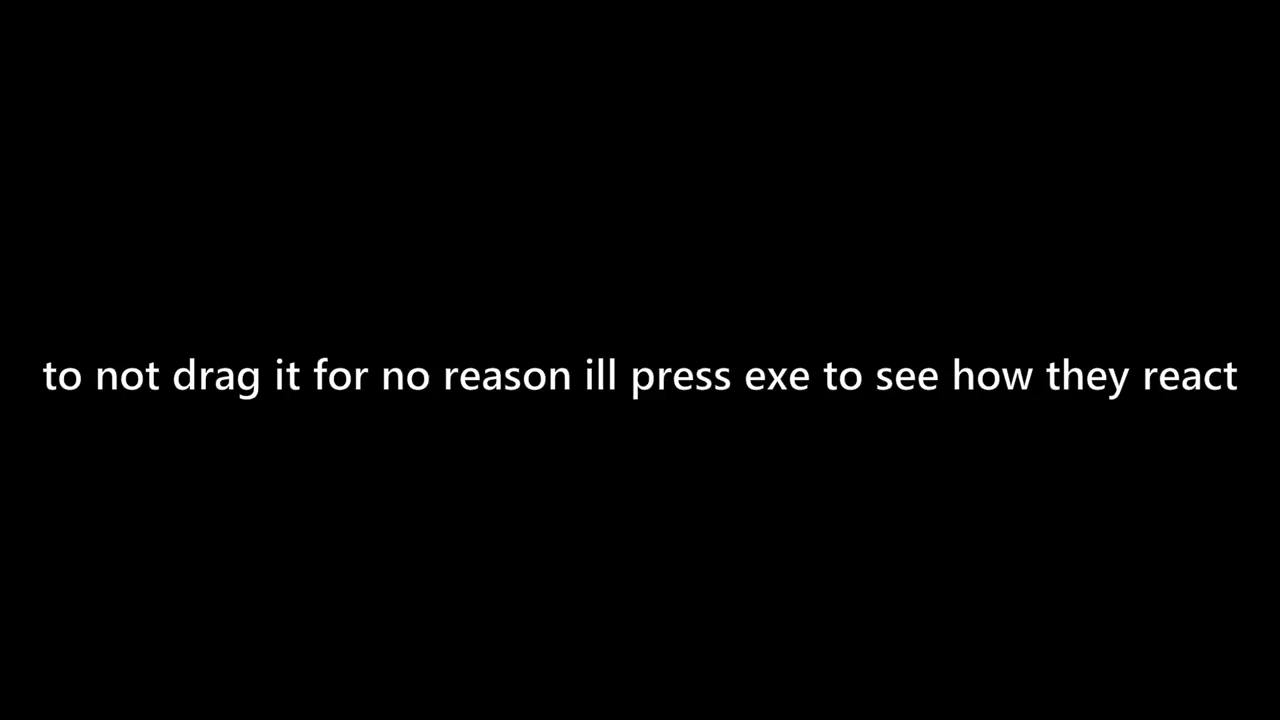 to not drag it for no reason ill press exe to see how they react